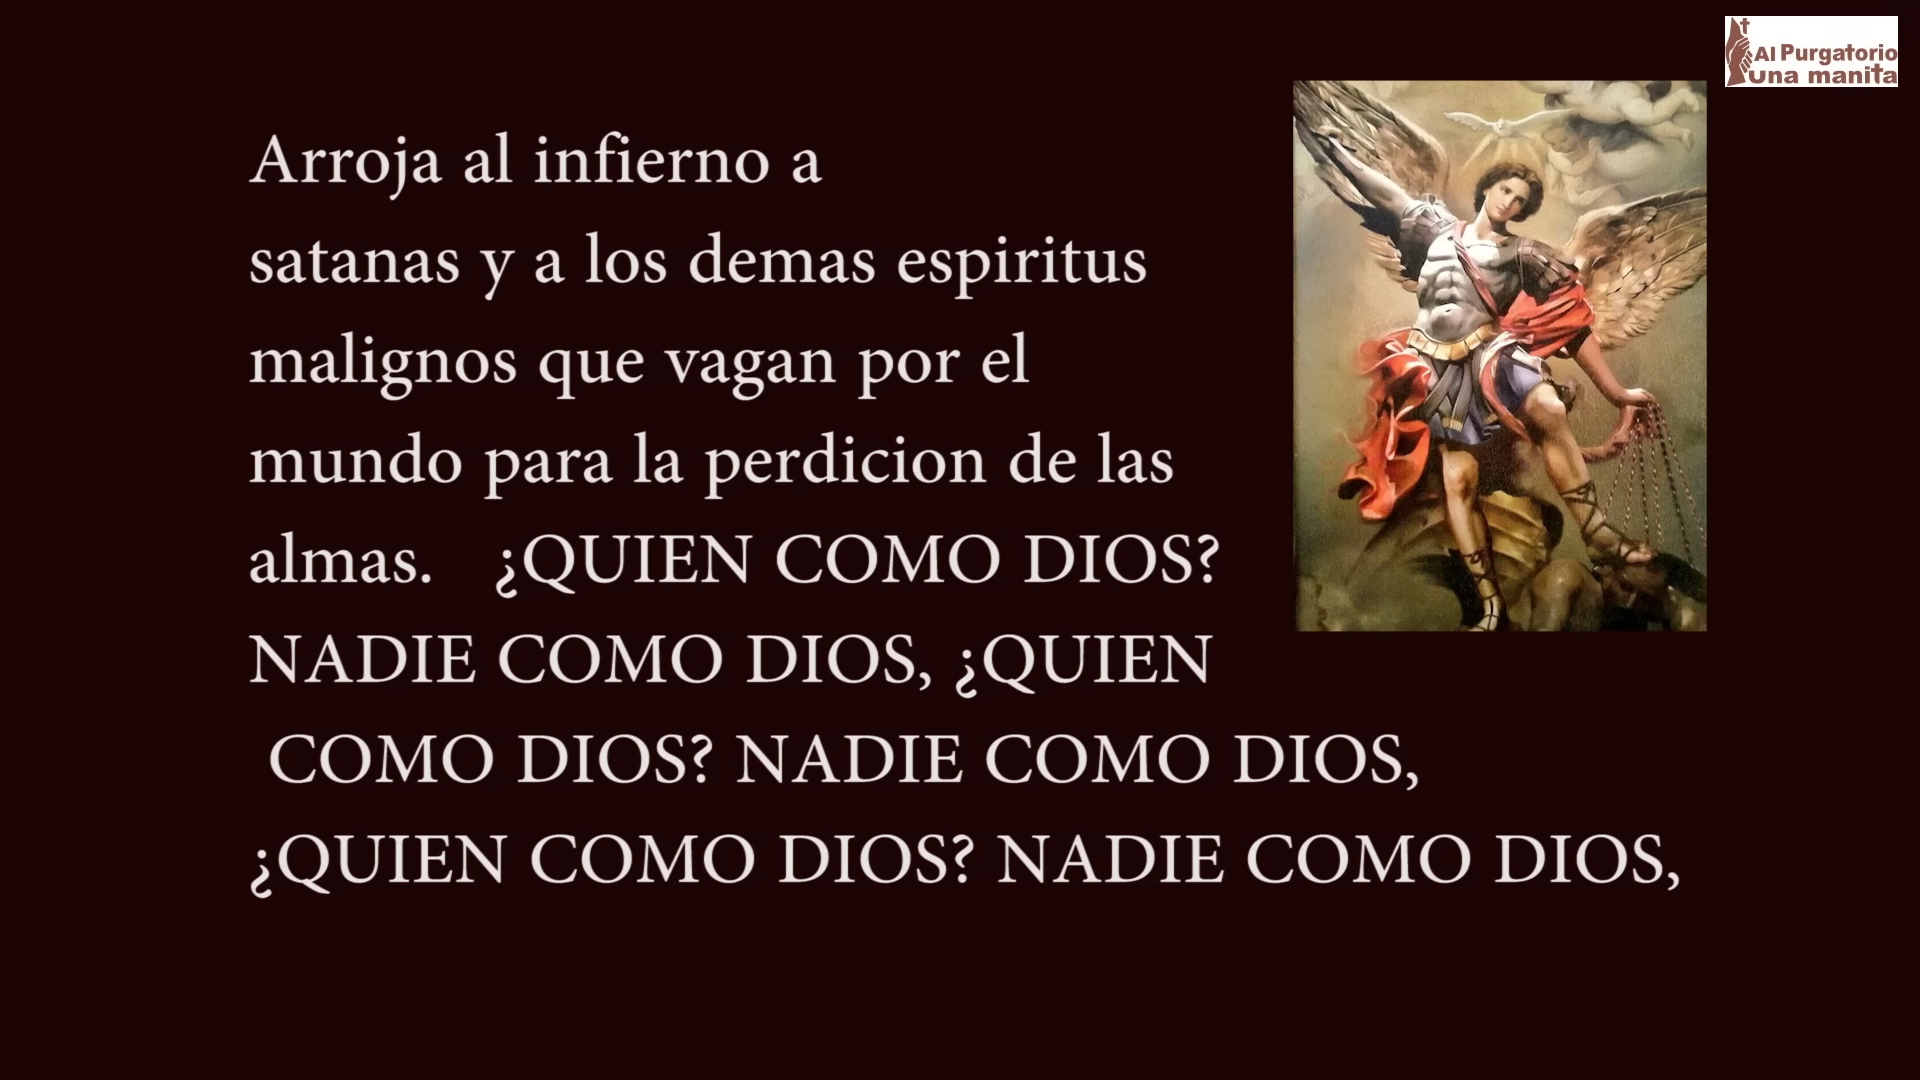 Al Purgatorio
una manita
Arroja al infierno a
satanas y a los demas espiritus
malignos que vagan por el
mundo para la perdicion de las
almas. ¿QUIEN COMO DIOS?
NADIE COMO DIOS, ¿QUIEN
COMO DIOS? NADIE COMO DIOS,
¿QUIEN COMO DIOS? NADIE COMO DIOS,